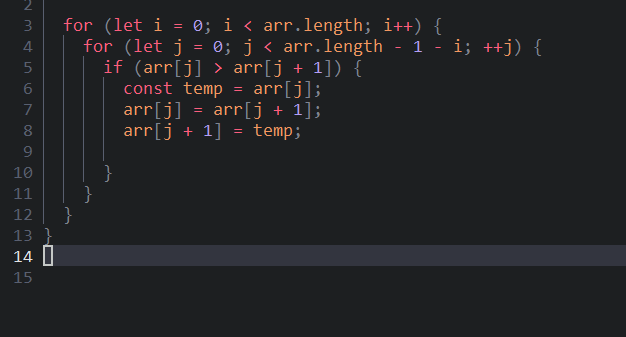 2
3 for (let i = 0; i < arr.length; i++) {
4 for (let j = 0; j < arr.length - 1 - i; ++j) {
5 if (arr[j] > arr[j + 1]) {
6 const temp = arr[j];
7 arr[j] = arr[j + 1];
8 arr[j + 1] = temp;
9
10 }
11 }
12 }
13 }
14
15